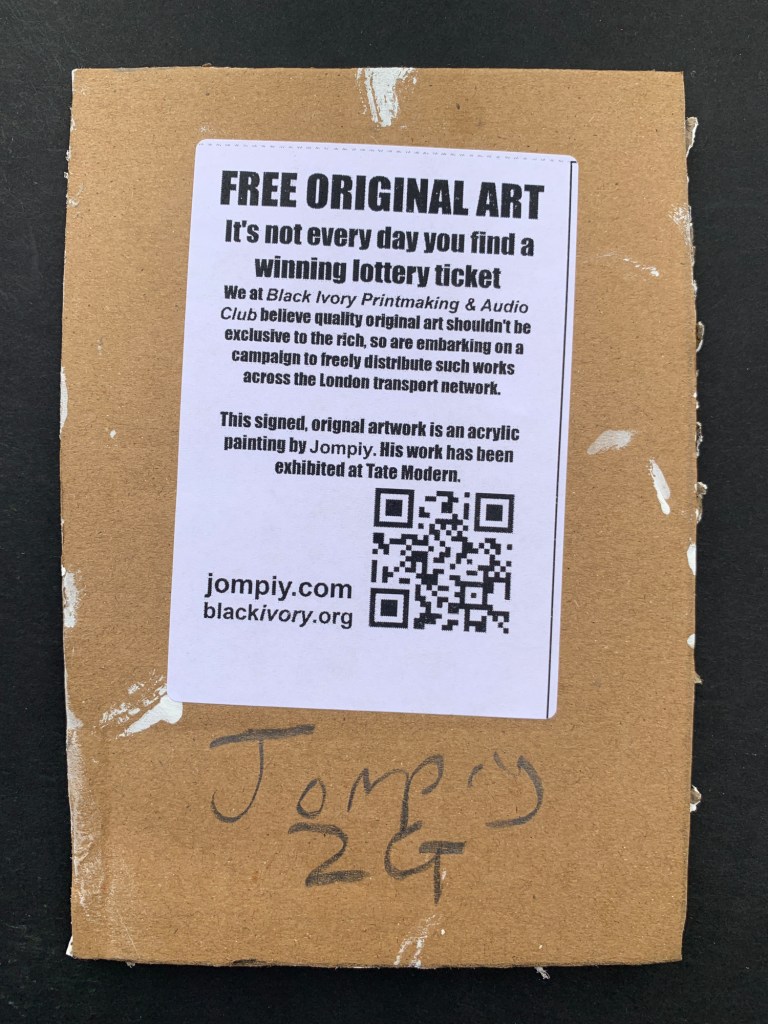 FREE ORIGINAL ART
It's not every day you find a
winning lottery ticket
We at Black Ivory Printmaking & Audio
Club believe quality original art shouldn't be
exclusive to the rich, so are embarking on a
campaign to freely distribute such works
across the London transport network.
This signed, orignal artwork is an acrylic
painting by Jompiy. His work has been
exhibited at Tate Modern.
jompiy.com
blackivory.org
Jompiy
2G